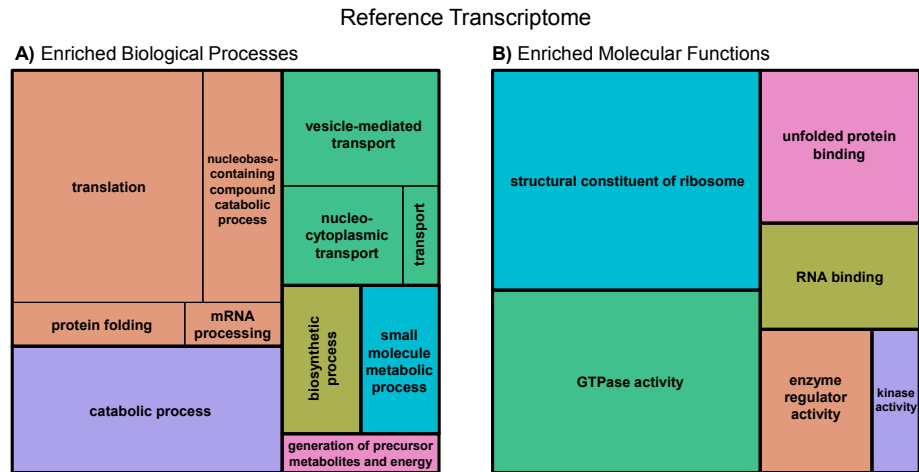 Reference Transcriptome
A) Enriched Biological Processes
translation
nucleobase-
containing
compound
catabolic
process
vesicle-mediated
transport
nucleo-
cytoplasmic
transport
transport
protein folding
mRNA
processing
biosynthetic
process
small
molecule
metabolic
process
catabolic process
generation of precursor
metabolites and energy
B) Enriched Molecular Functions
structural constituent of ribosome
unfolded protein
binding
RNA binding
GTPase activity
enzyme
regulator
activity
kinase
activity